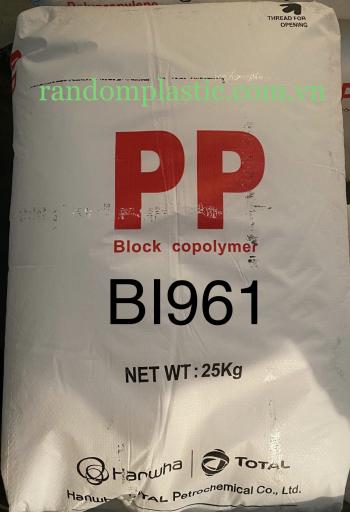 Polypropylene
THREAD FOR
OPENING
randomplastic.com.vn
PP
Block copolymer
BI961
NET WT : 25Kg
Hanwha | TOTAL
Hanwha TOTAL Petrochemical Co., Ltd.